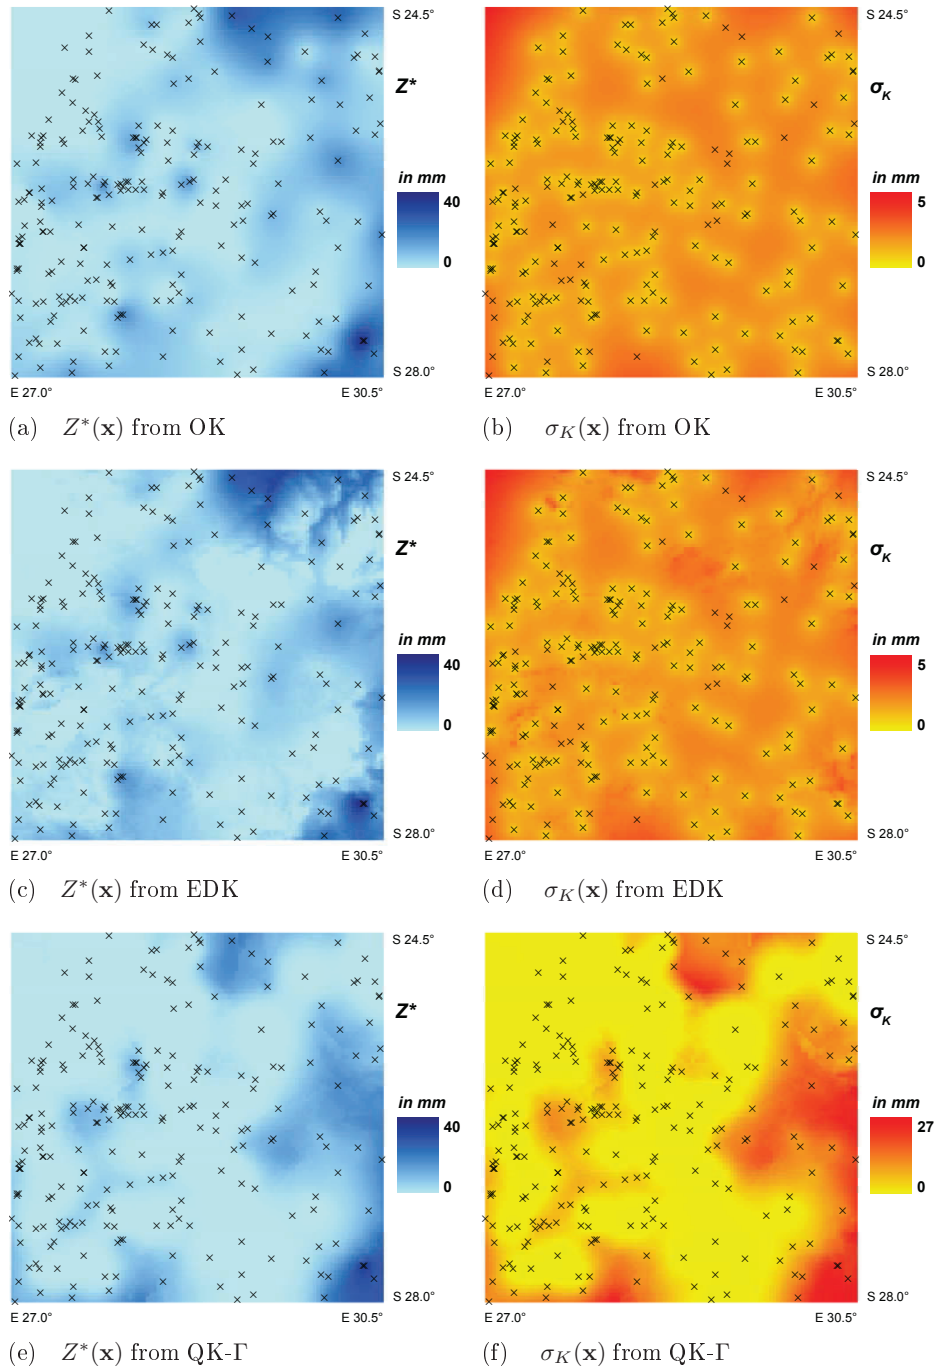 S 24.5°
S 24.5°
Z*
σK
in mm
in mm
40
5
0
0
S 28.0°
S 28.0°
E 27.0°
E 30.5°
E 27.0°
E 30.5°
(a) Z*(x) from OK
(b) σK(x) from OK
S 24.5°
S 24.5°
Z*
σK
in mm
in mm
40
5
0
0
S 28.0°
S 28.0°
E 27.0°
E 30.5°
E 27.0°
E 30.5°
(c) Z*(x) from EDK
(d) σK(x) from EDK
S 24.5°
S 24.5°
Z*
σK
in mm
in mm
40
27
0
0
S 28.0°
S 28.0°
E 27.0°
E 30.5°
E 27.0°
E 30.5°
(e) Z*(x) from QK-Γ
(f) σK(x) from QK-Γ